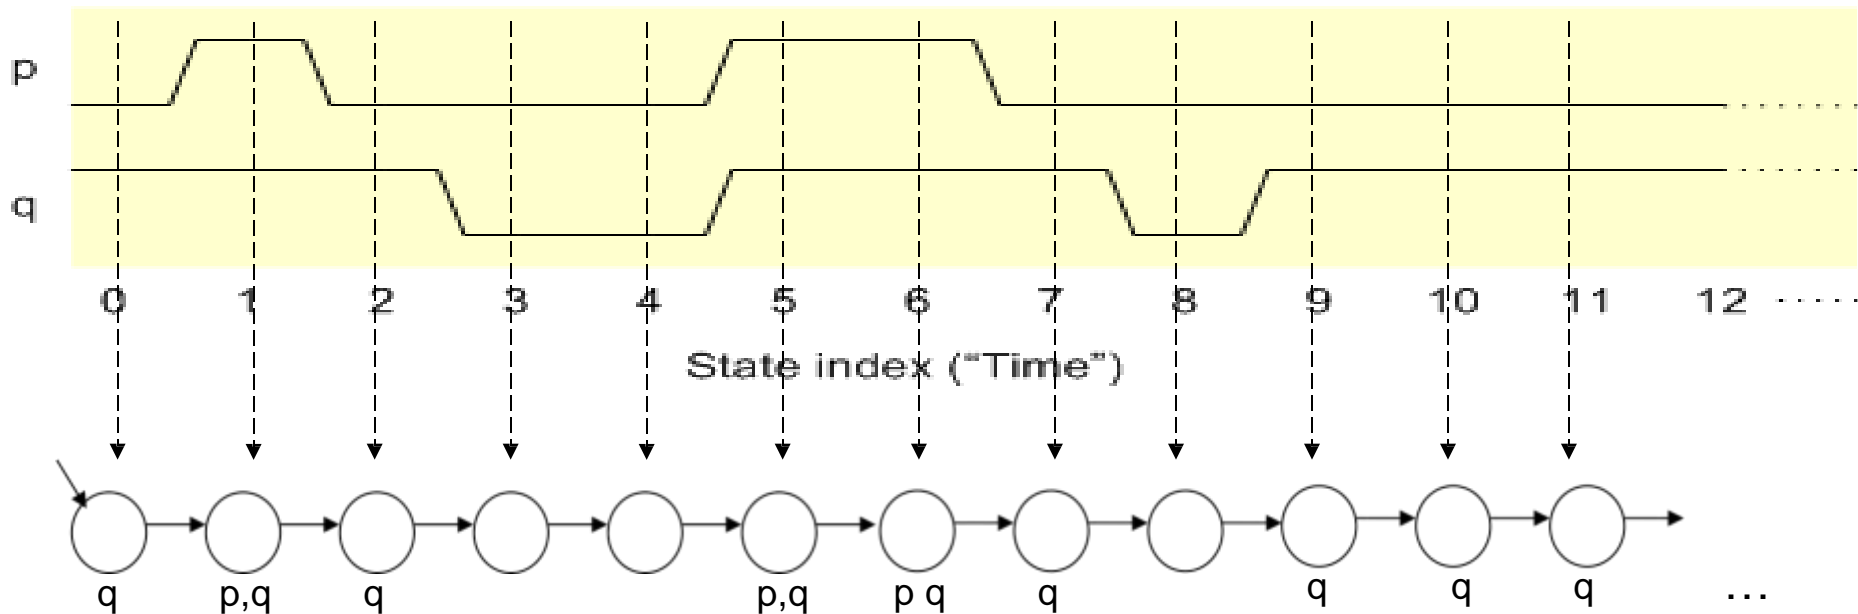 p
q
0 1 2 3 4 5 6 7 8 9 10 11 12 .....
State index (“Time”)
q p,q q p,q p q q q q q ...